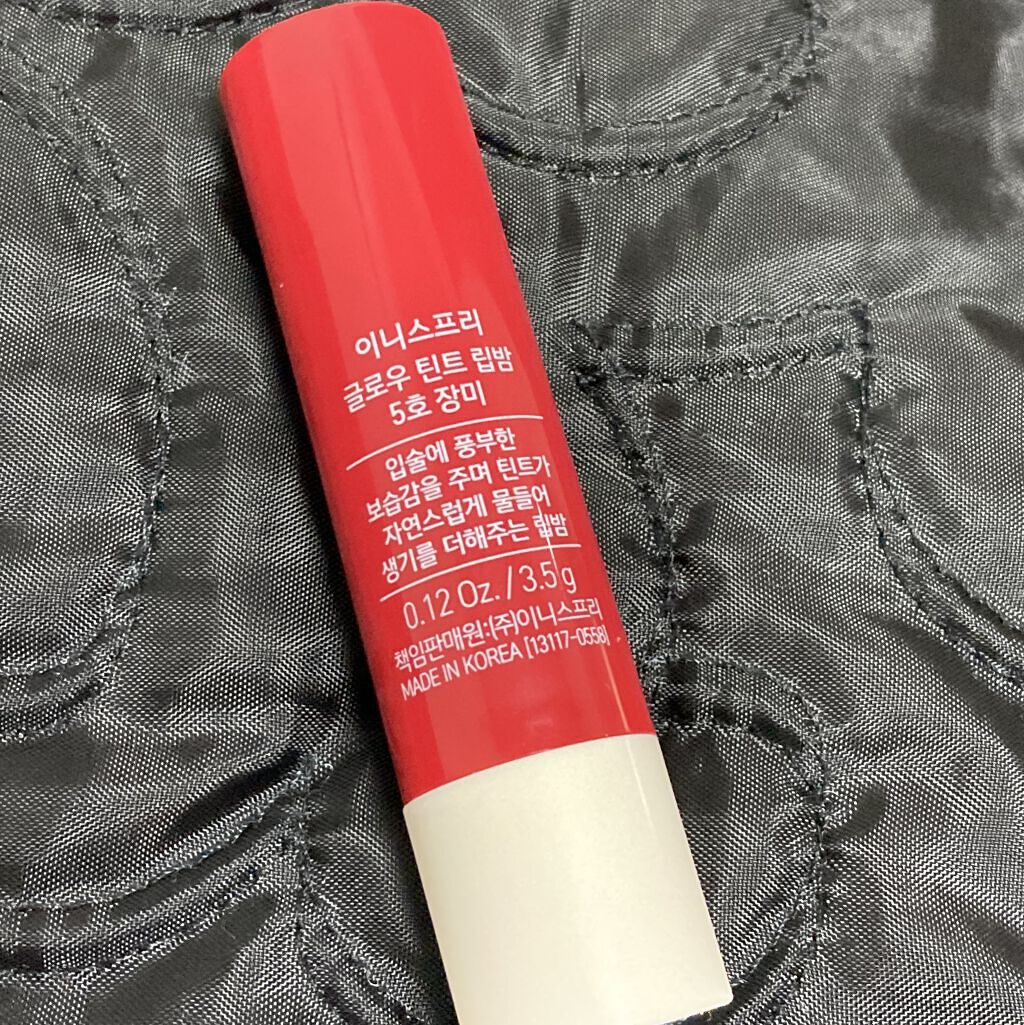 이니스프리
글로우 틴트 립밤
5호 장미
입술에 풍부한
보습감을 주며 틴트가
자연스럽게 물들어
생기를 더해주는 립밤
0.12 Oz. / 3.5 g
책임판매원:(주)이니스프리
MADE IN KOREA [13117-0558]